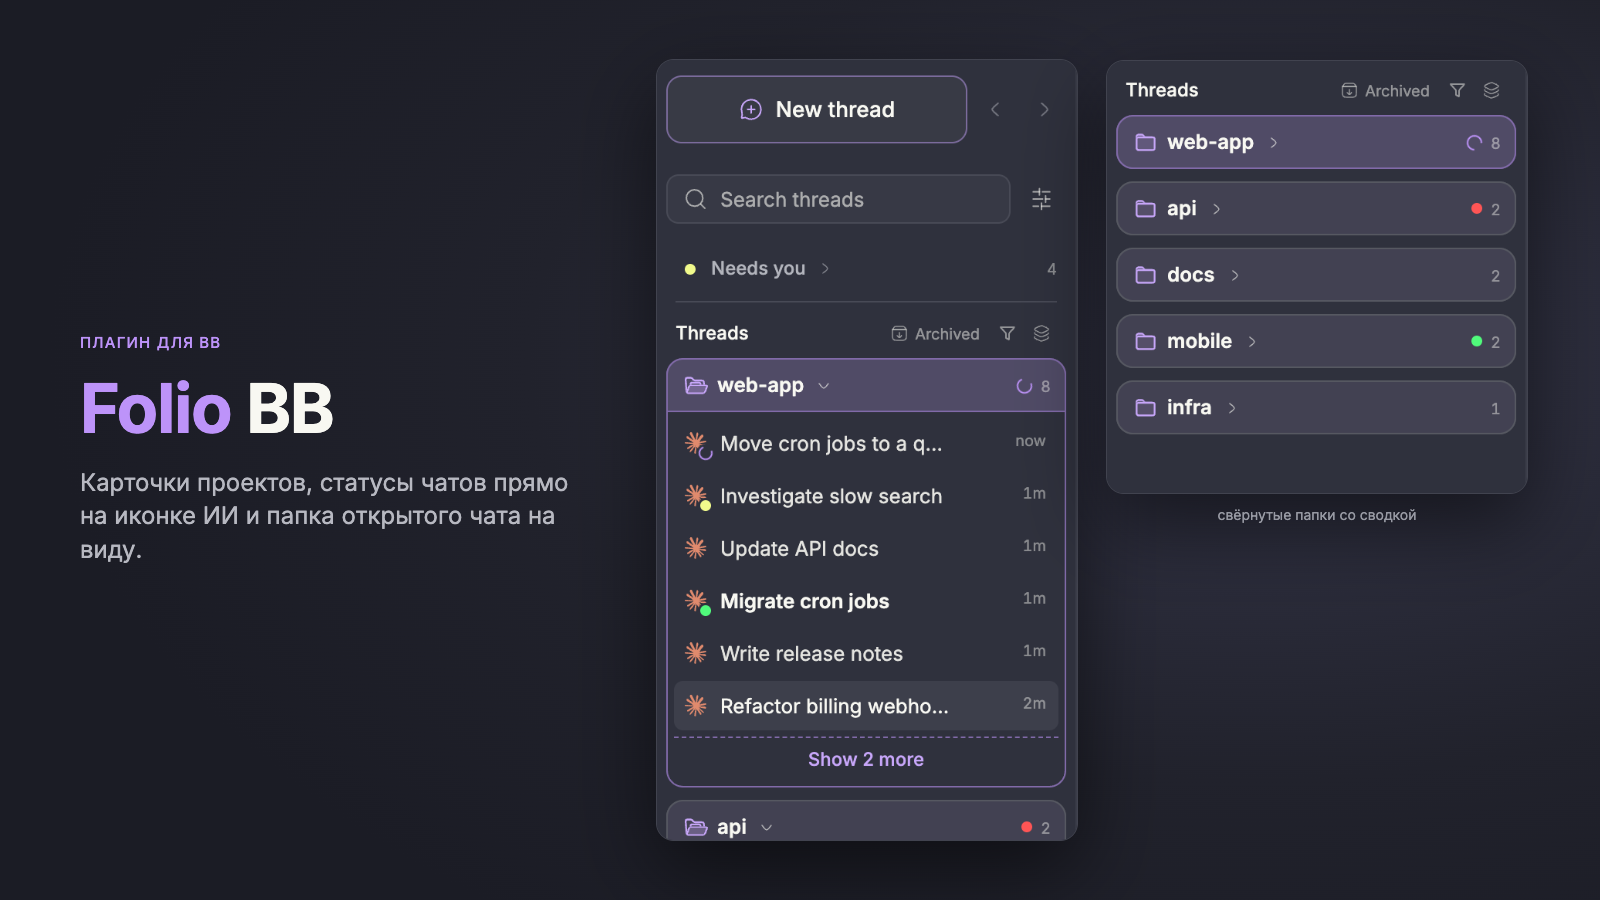 ПЛАГИН ДЛЯ BB
Folio BB
Карточки проектов, статусы чатов прямо
на иконке ИИ и папка открытого чата на
виду.
New thread
Search threads
Needs you 4
Threads Archived
web-app 8
Move cron jobs to a q... now
Investigate slow search 1m
Update API docs 1m
Migrate cron jobs 1m
Write release notes 1m
Refactor billing webho... 2m
Show 2 more
api 2
Threads Archived
web-app 8
api 2
docs 2
mobile 2
infra 1
свёрнутые папки со сводкой